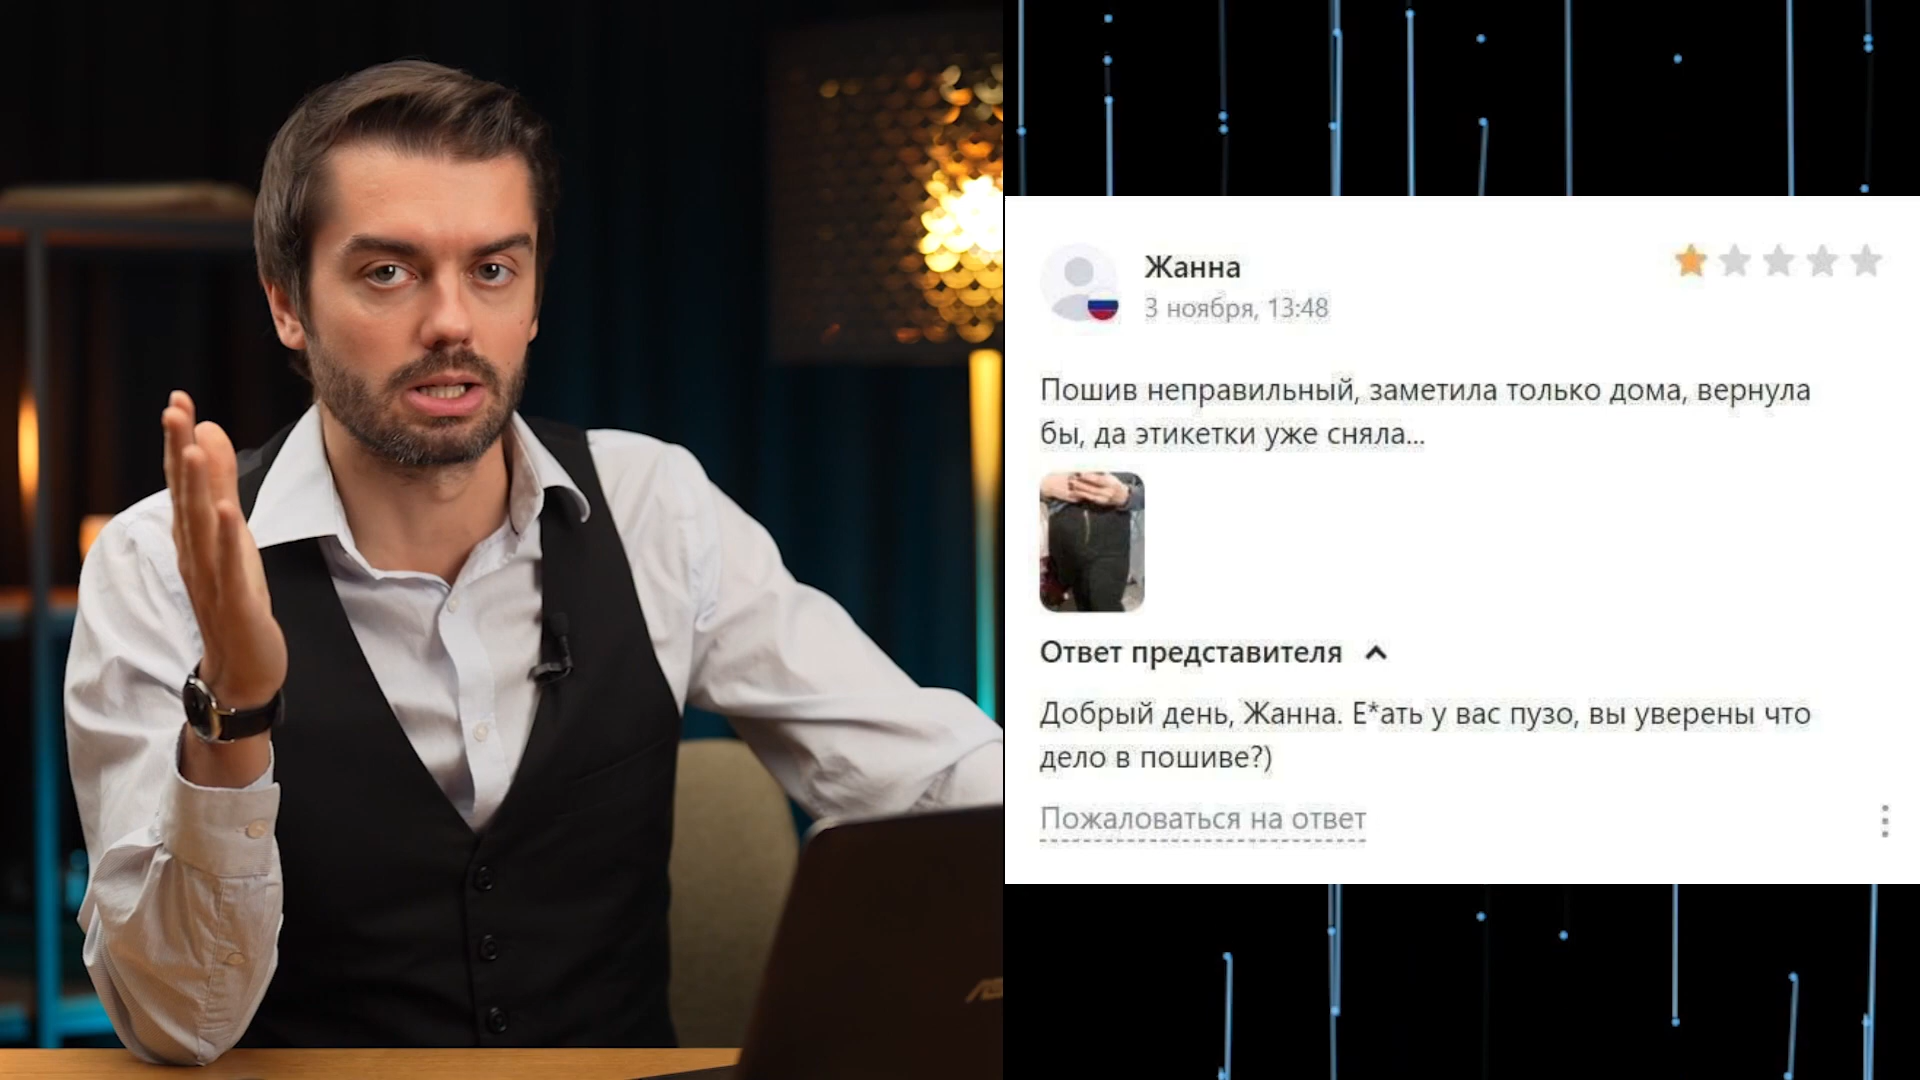 Жанна
3 ноября, 13:48
Пошив неправильный, заметила только дома, вернула
бы, да этикетки уже сняла...
Ответ представителя
Добрый день, Жанна. Е*ать у вас пузо, вы уверены что
дело в пошиве?)
Пожаловаться на ответ